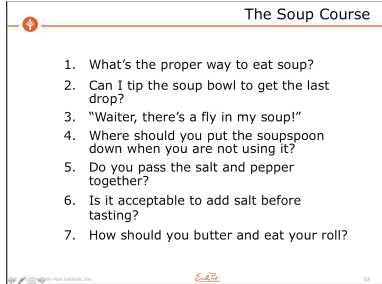 The Soup Course
1. What's the proper way to eat soup?
2. Can I tip the soup bowl to get the last
drop?
3. “Waiter, there's a fly in my soup!”
4. Where should you put the soupspoon
down when you are not using it?
5. Do you pass the salt and pepper
together?
6. Is it acceptable to add salt before
tasting?
7. How should you butter and eat your roll?
Post Institute, Inc.
Emily Post
55